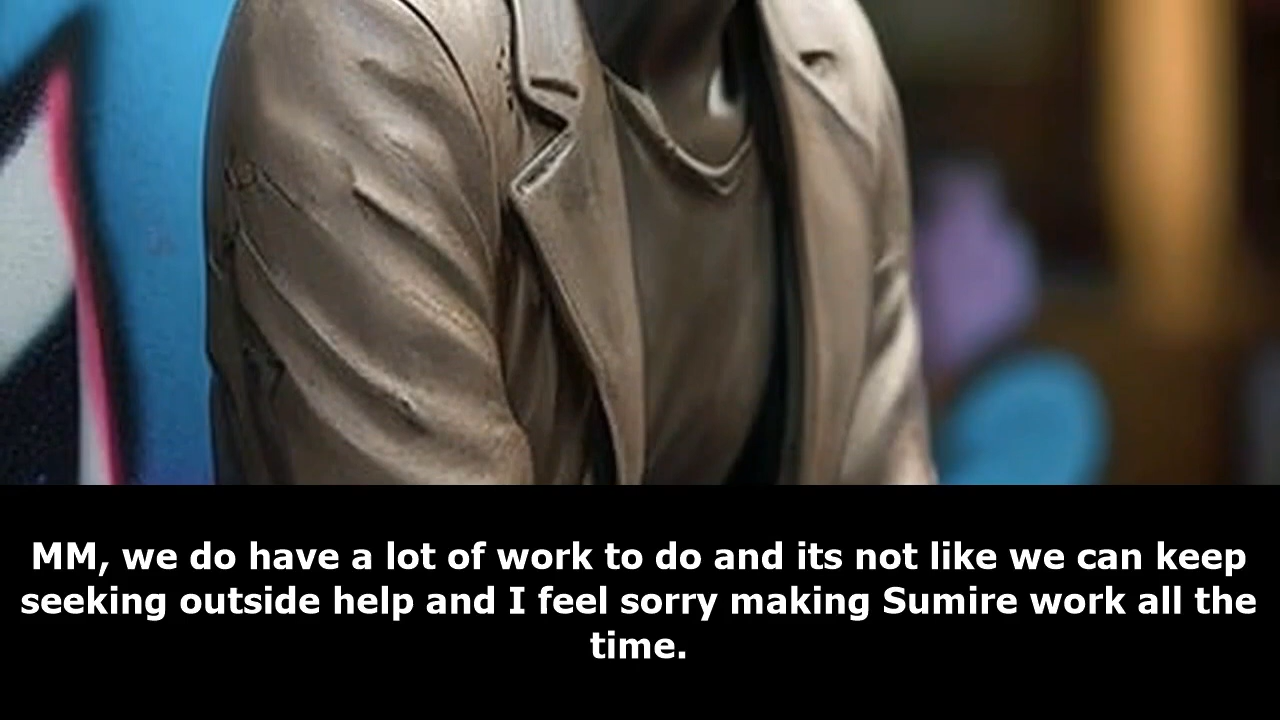 MM, we do have a lot of work to do and its not like we can keep
seeking outside help and I feel sorry making Sumire work all the
time.